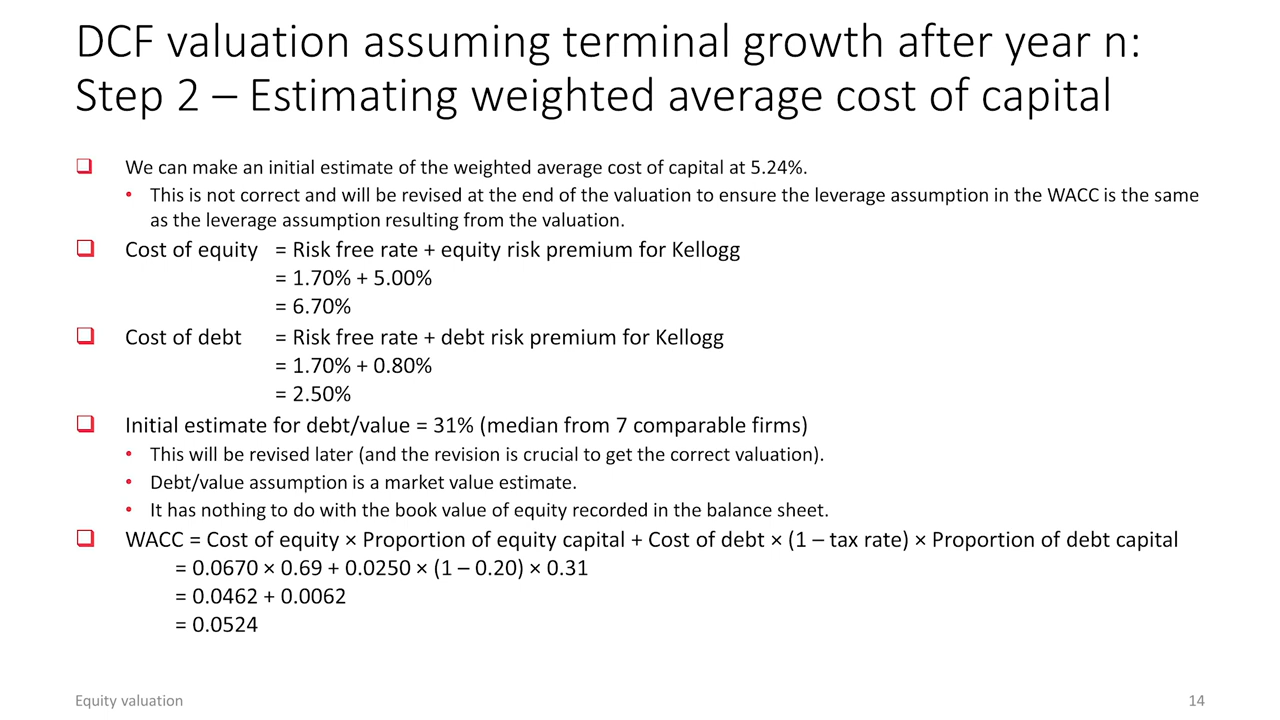 DCF valuation assuming terminal growth after year n:
Step 2 – Estimating weighted average cost of capital
We can make an initial estimate of the weighted average cost of capital at 5.24%.
• This is not correct and will be revised at the end of the valuation to ensure the leverage assumption in the WACC is the same
as the leverage assumption resulting from the valuation.
Cost of equity = Risk free rate + equity risk premium for Kellogg
= 1.70% + 5.00%
= 6.70%
Cost of debt = Risk free rate + debt risk premium for Kellogg
= 1.70% + 0.80%
= 2.50%
Initial estimate for debt/value = 31% (median from 7 comparable firms)
• This will be revised later (and the revision is crucial to get the correct valuation).
• Debt/value assumption is a market value estimate.
• It has nothing to do with the book value of equity recorded in the balance sheet.
WACC = Cost of equity × Proportion of equity capital + Cost of debt × (1 – tax rate) × Proportion of debt capital
= 0.0670 × 0.69 + 0.0250 × (1 – 0.20) × 0.31
= 0.0462 + 0.0062
= 0.0524
Equity valuation
14